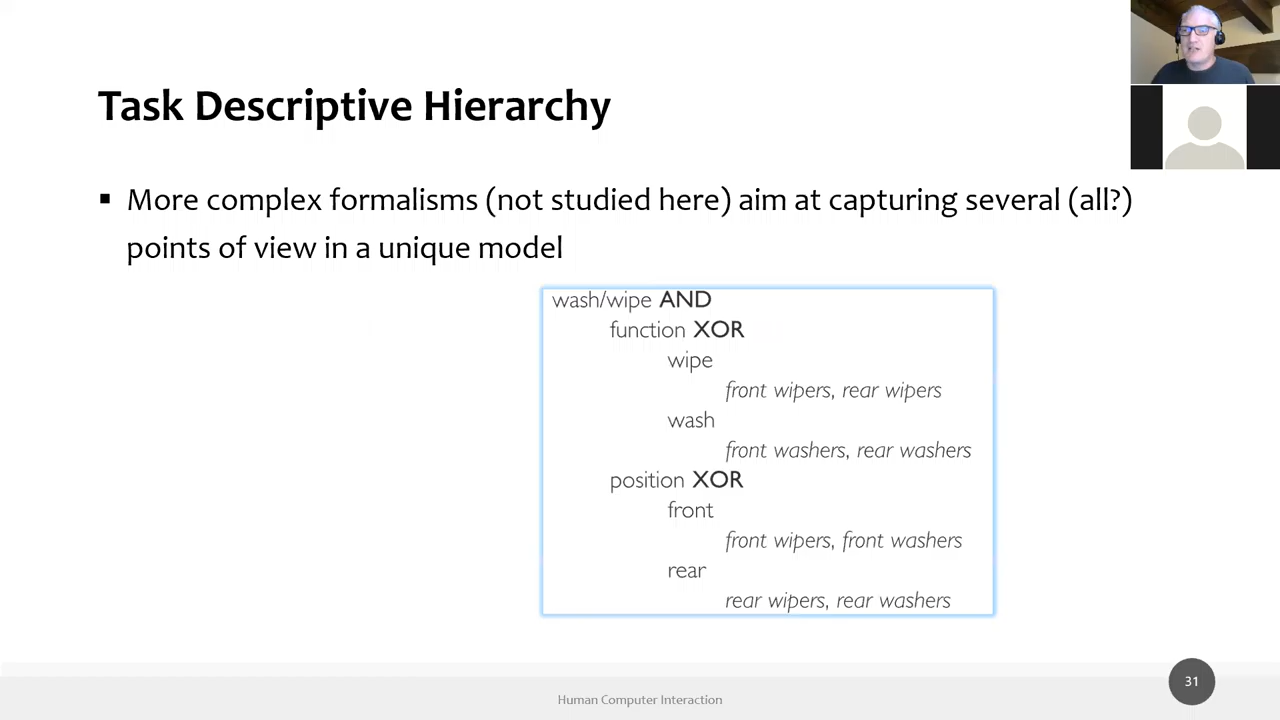 Task Descriptive Hierarchy
▪ More complex formalisms (not studied here) aim at capturing several (all?)
points of view in a unique model
wash/wipe AND
function XOR
wipe
front wipers, rear wipers
wash
front washers, rear washers
position XOR
front
front wipers, front washers
rear
rear wipers, rear washers
Human Computer Interaction
31